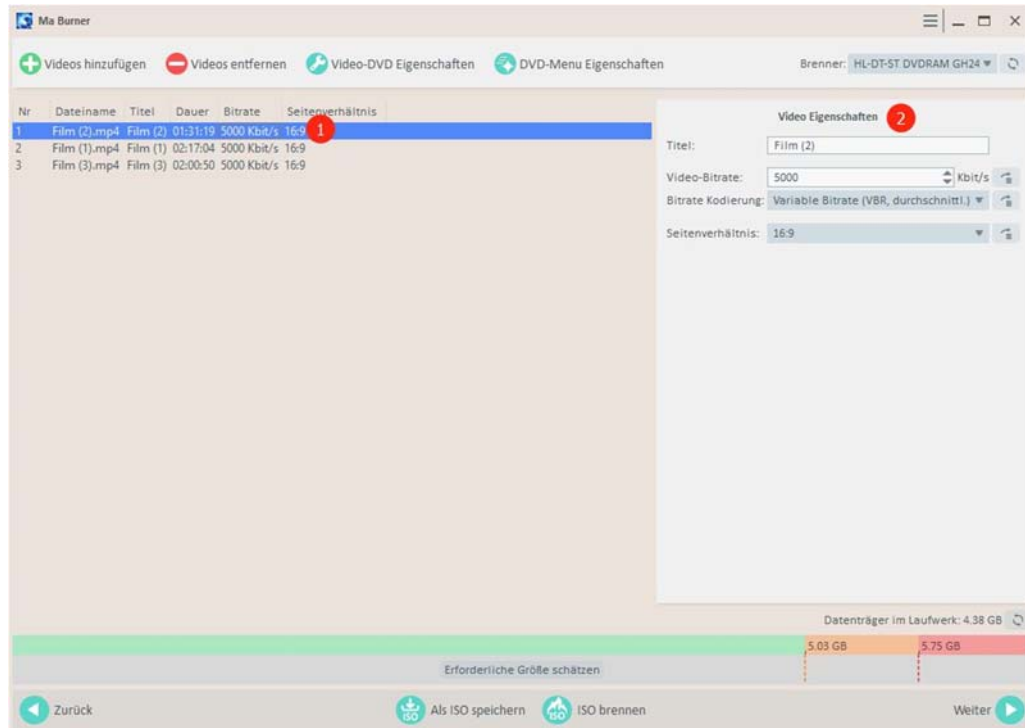 Ma Burner
Videos hinzufügen Videos entfernen Video-DVD Eigenschaften DVD-Menu Eigenschaften Brenner: HL-DT-ST DVDRAM GH24
Nr Dateiname Titel Dauer Bitrate Seitenverhältnis
1 Film (2).mp4 Film (2) 01:31:19 5000 Kbit/s 16:9 1
2 Film (1).mp4 Film (1) 02:17:04 5000 Kbit/s 16:9
3 Film (3).mp4 Film (3) 02:00:50 5000 Kbit/s 16:9
Video Eigenschaften 2
Titel: Film (2)
Video-Bitrate: 5000 Kbit/s
Bitrate Kodierung: Variable Bitrate (VBR, durchschnittl.)
Seitenverhältnis: 16:9
Datenträger im Laufwerk: 4.38 GB
5.03 GB 5.75 GB
Erforderliche Größe schätzen
Zurück ISO Als ISO speichern ISO ISO brennen Weiter